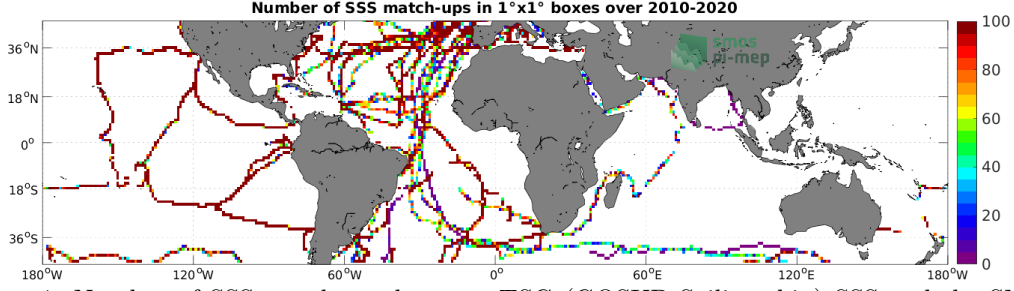 Number of SSS match-ups in 1°x1° boxes over 2010-2020
smos
pi-mep
36°N
18°N
0°
18°S
36°S
180°W 120°W 60°W 0° 60°E 120°E 180°W
100
80
60
40
20
0